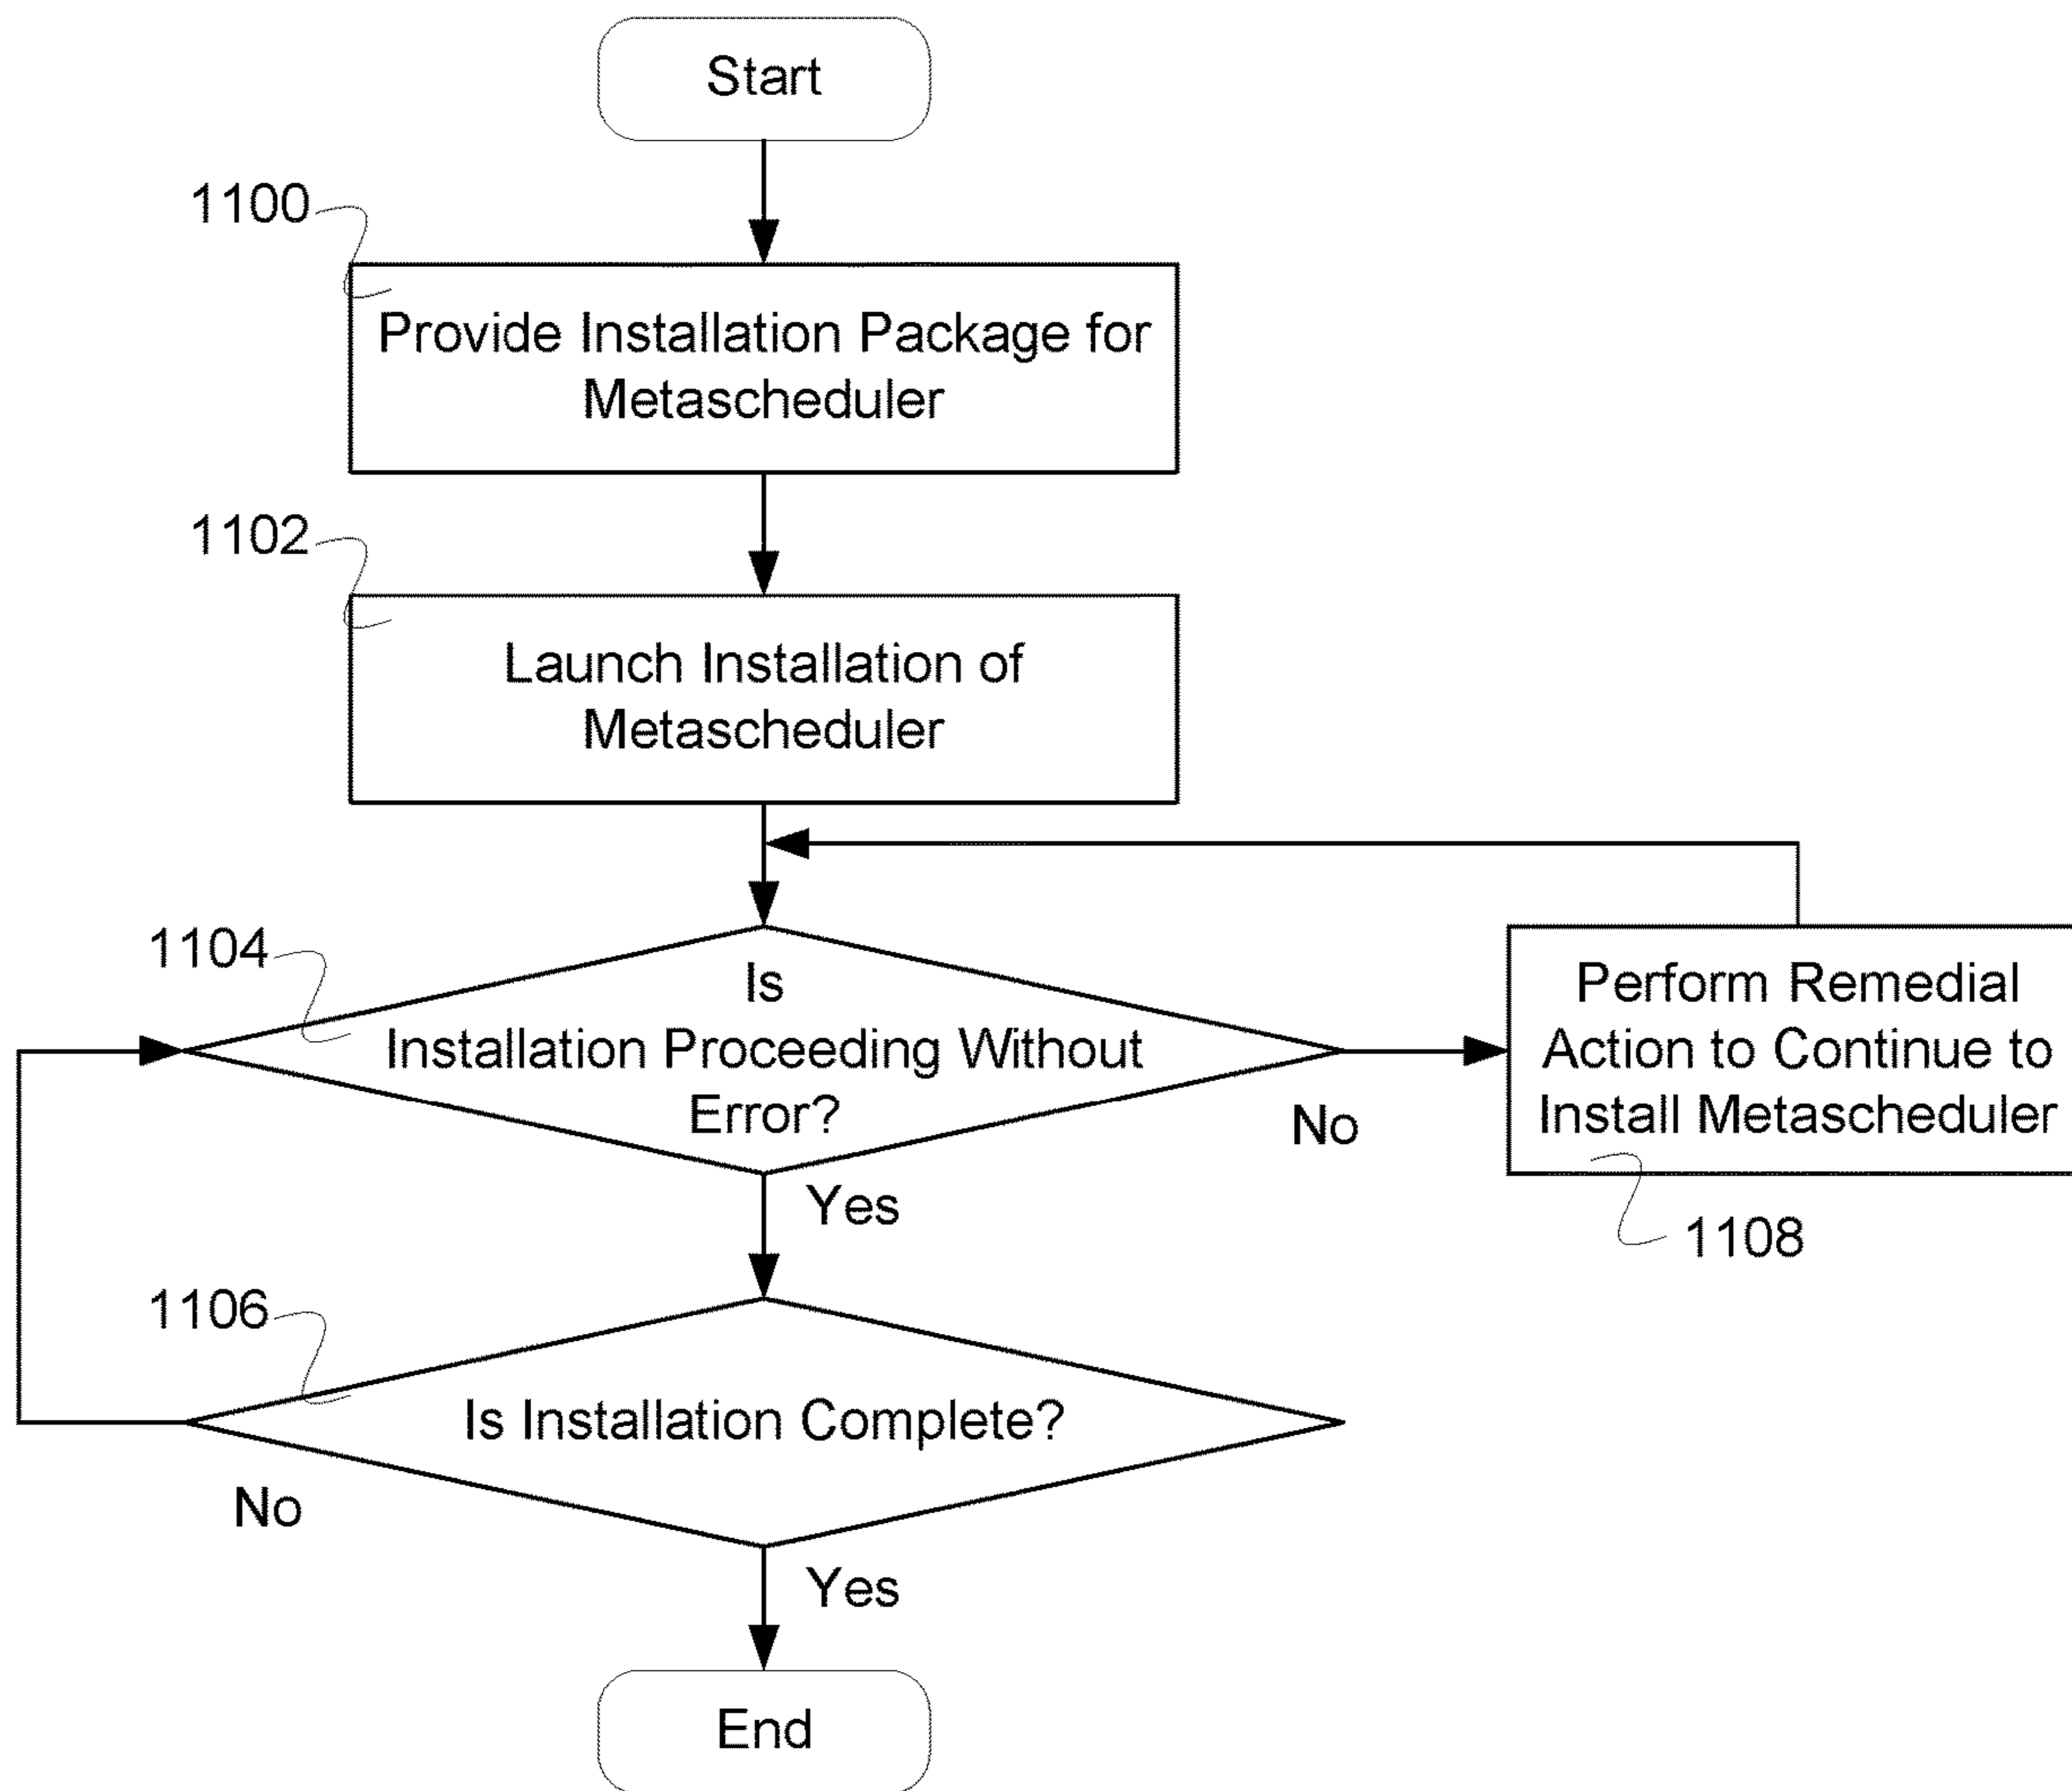 Start
1100
Provide Installation Package for
Metascheduler
1102
Launch Installation of
Metascheduler
1104
Is
Installation Proceeding Without
Error?
No
Yes
Perform Remedial
Action to Continue to
Install Metascheduler
1108
1106
Is Installation Complete?
No
Yes
End